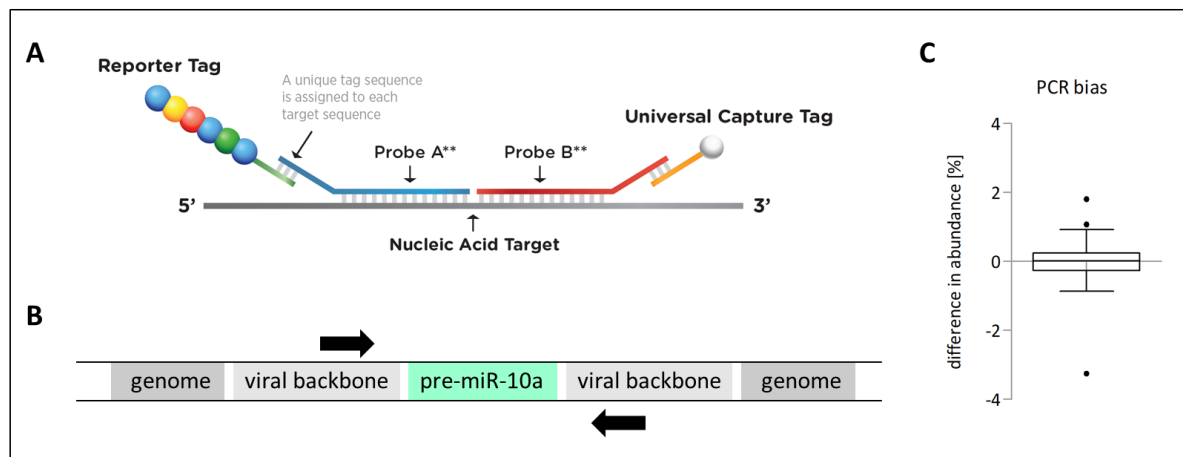 A
Reporter Tag
A unique tag sequence
is assigned to each
target sequence
Probe A**
Probe B**
Universal Capture Tag
5’
3’
Nucleic Acid Target
B
genome
viral backbone
pre-miR-10a
viral backbone
genome
C
PCR bias
difference in abundance [%]
4
2
0
-2
-4